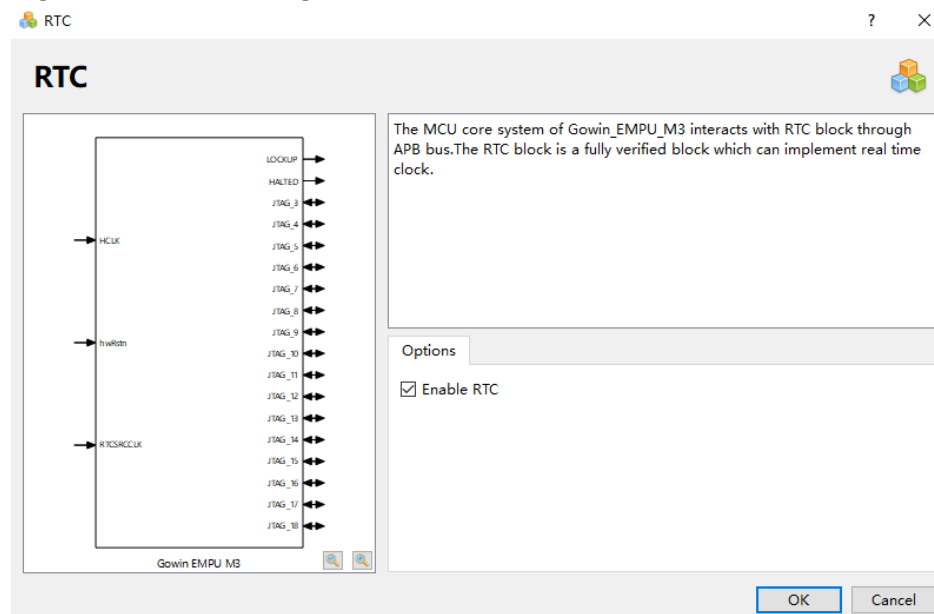 RTC
? ×
RTC
The MCU core system of Gowin_EMPU_M3 interacts with RTC block through
APB bus.The RTC block is a fully verified block which can implement real time
clock.
LOCKUP
HALTED
JTAG_3
JTAG_4
HCLK
JTAG_5
JTAG_6
JTAG_7
JTAG_8
JTAG_9
hwRstn
JTAG_10
JTAG_11
JTAG_12
JTAG_13
JTAG_14
RTCSRCCLK
JTAG_15
JTAG_16
JTAG_17
JTAG_18
Gowin EMPU M3
Options
Enable RTC
OK
Cancel